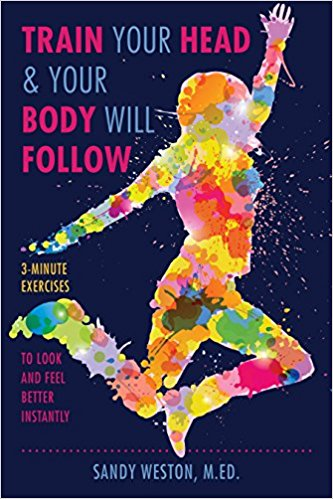 TRAIN YOUR HEAD
& YOUR
BODY WILL
FOLLOW
3-MINUTE
EXERCISES
TO LOOK
AND FEEL
BETTER
INSTANTLY
SANDY WESTON, M.ED.